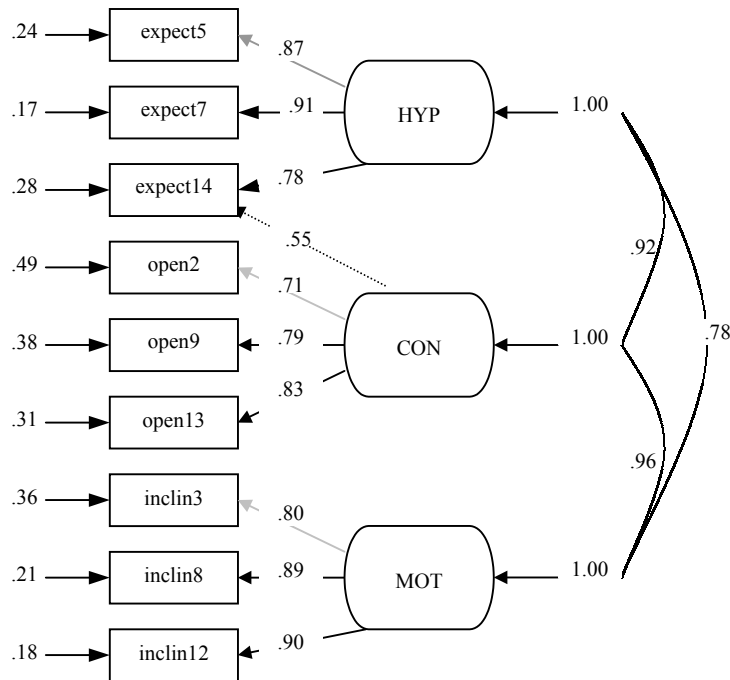 .24 expect5 .87
.17 expect7 .91 HYP 1.00
.28 expect14 .78
.55 .92
.49 open2 .71
.38 open9 .79 CON 1.00 .78
.31 open13 .83
.96
.36 inclin3 .80
.21 inclin8 .89 MOT 1.00
.18 inclin12 .90